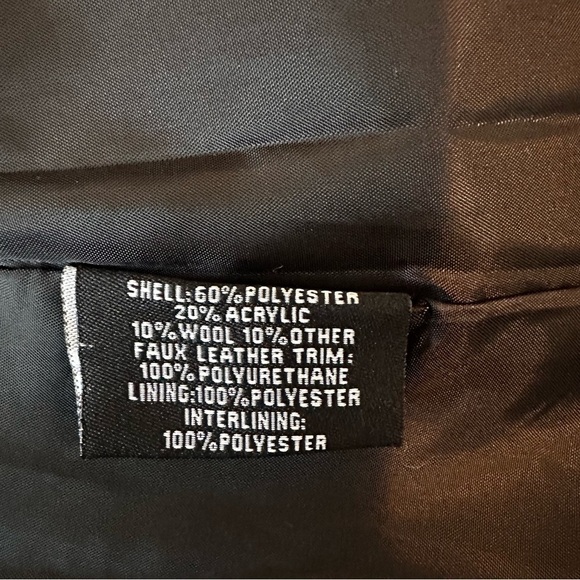 SHELL:60%POLYESTER
20% ACRYLIC
10%WOOL 10%OTHER
FAUX LEATHER TRIM:
100% POLYURETHANE
LINING:100%POLYESTER
INTERLINING:
100%POLYESTER